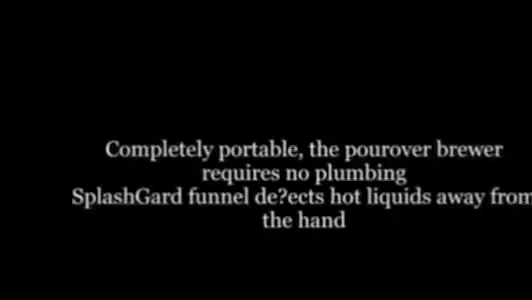 Completely portable, the pourover brewer
requires no plumbing
SplashGard funnel de?ects hot liquids away from
the hand